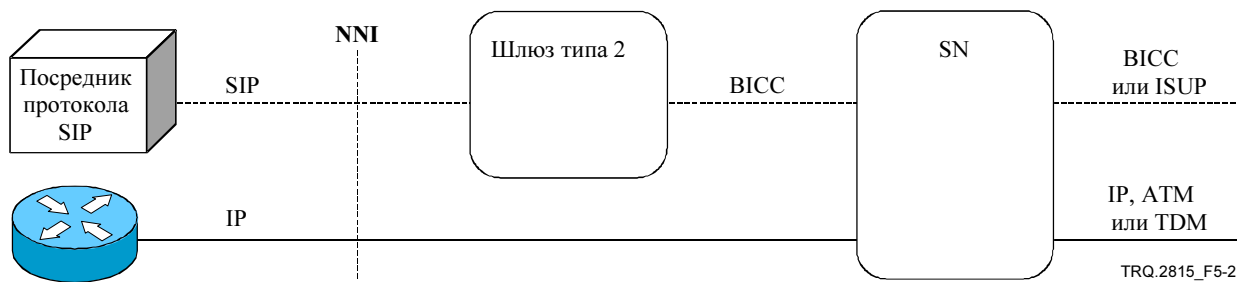 NNI
Шлюз типа 2
SN
Посредник
протокола
SIP
SIP
BICC
BICC
или ISUP
IP
IP, ATM
или TDM
TRQ.2815_F5-2